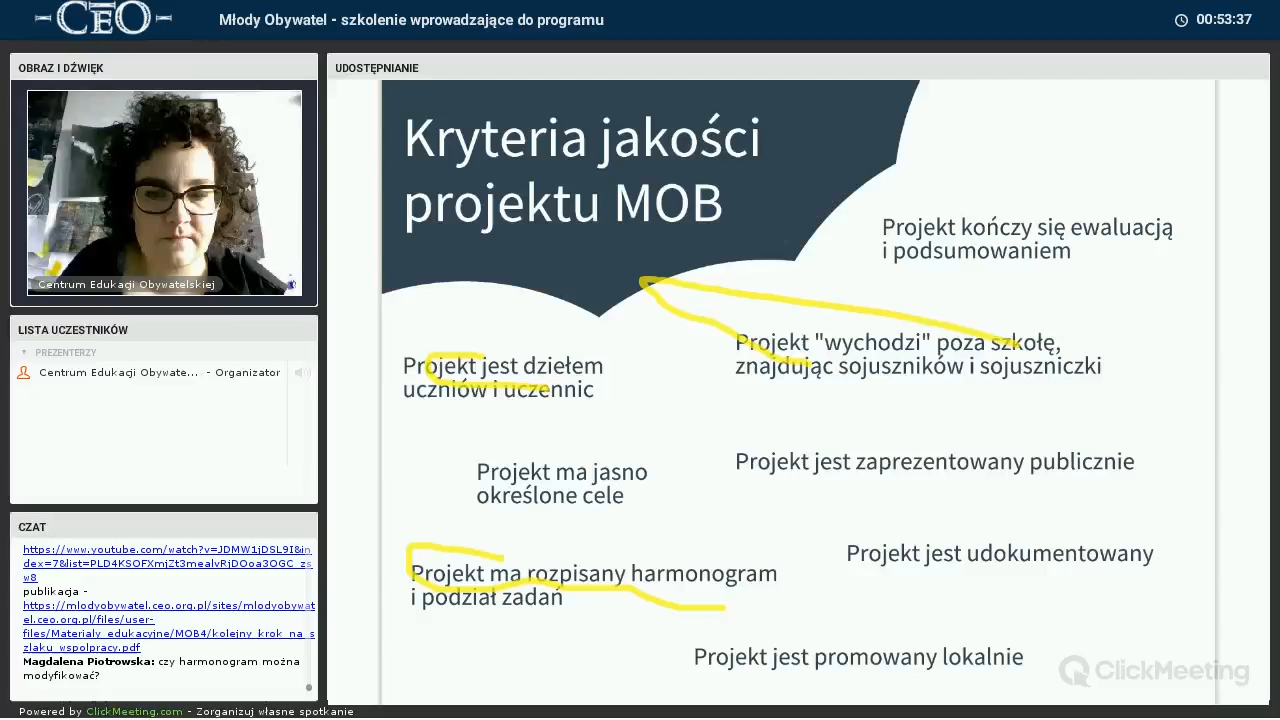 CEO
Młody Obywatel - szkolenie wprowadzające do programu
00:53:37
OBRAZ I DŹWIĘK
Centrum Edukacji Obywatelskiej
LISTA UCZESTNIKÓW
PREZENTERZY
Centrum Edukacji Obywate... - Organizator
CZAT
https://www.youtube.com/watch?v=JDMW1jDSL9I&in
dex=7&list=PLD4KSOFXmjZt3mealvRjDOoa3OGC_zs
w8
publikacja -
https://mlodyobywatel.ceo.org.pl/sites/mlodyobywat
el.ceo.org.pl/files/user-
files/Materialy_edukacyjne/MOB4/kolejny_krok_na_s
zlaku_wspolpracy.pdf
Magdalena Piotrowska: czy harmonogram można
modyfikować?
UDOSTĘPNIANIE
Kryteria jakości
projektu MOB
Projekt kończy się ewaluacją
i podsumowaniem
Projekt "wychodzi" poza szkołę,
znajdując sojuszników i sojuszniczki
Projekt jest dziełem
uczniów i uczennic
Projekt jest zaprezentowany publicznie
Projekt ma jasno
określone cele
Projekt jest udokumentowany
Projekt ma rozpisany harmonogram
i podział zadań
Projekt jest promowany lokalnie
ClickMeeting
Powered by ClickMeeting.com - Zorganizuj własne spotkanie